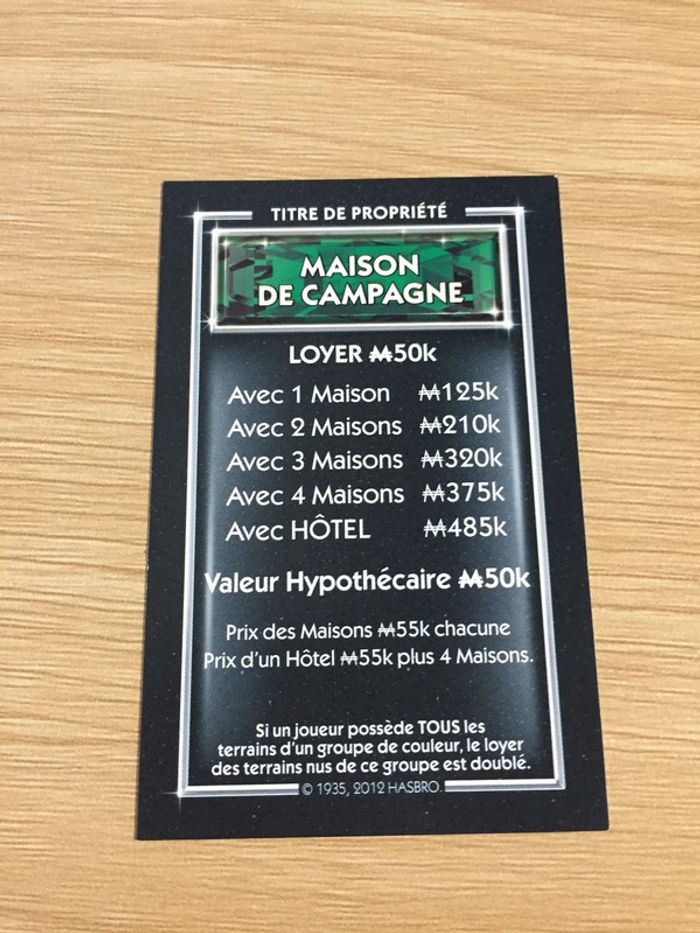 TITRE DE PROPRIÉTÉ
MAISON
DE CAMPAGNE
LOYER ₩50k
Avec 1 Maison ₩125k
Avec 2 Maisons ₩210k
Avec 3 Maisons ₩320k
Avec 4 Maisons ₩375k
Avec HÔTEL ₩485k
Valeur Hypothécaire ₩50k
Prix des Maisons ₩55k chacune
Prix d'un Hôtel ₩55k plus 4 Maisons.
Si un joueur possède TOUS les
terrains d'un groupe de couleur, le loyer
des terrains nus de ce groupe est doublé.
© 1935, 2012 HASBRO.